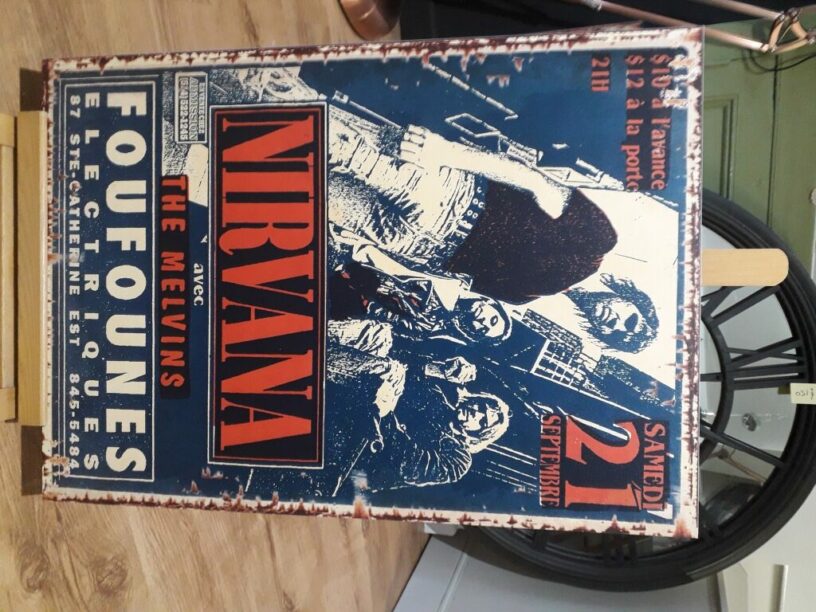 $10 à l'avance
$12 à la porte
21H
SAMEDI
21
SEPTEMBRE
NIRVANA
avec
THE MELVINS
FOUFOUNES
ELECTRIQUES
87 STE-CATHERINE EST 845-5484